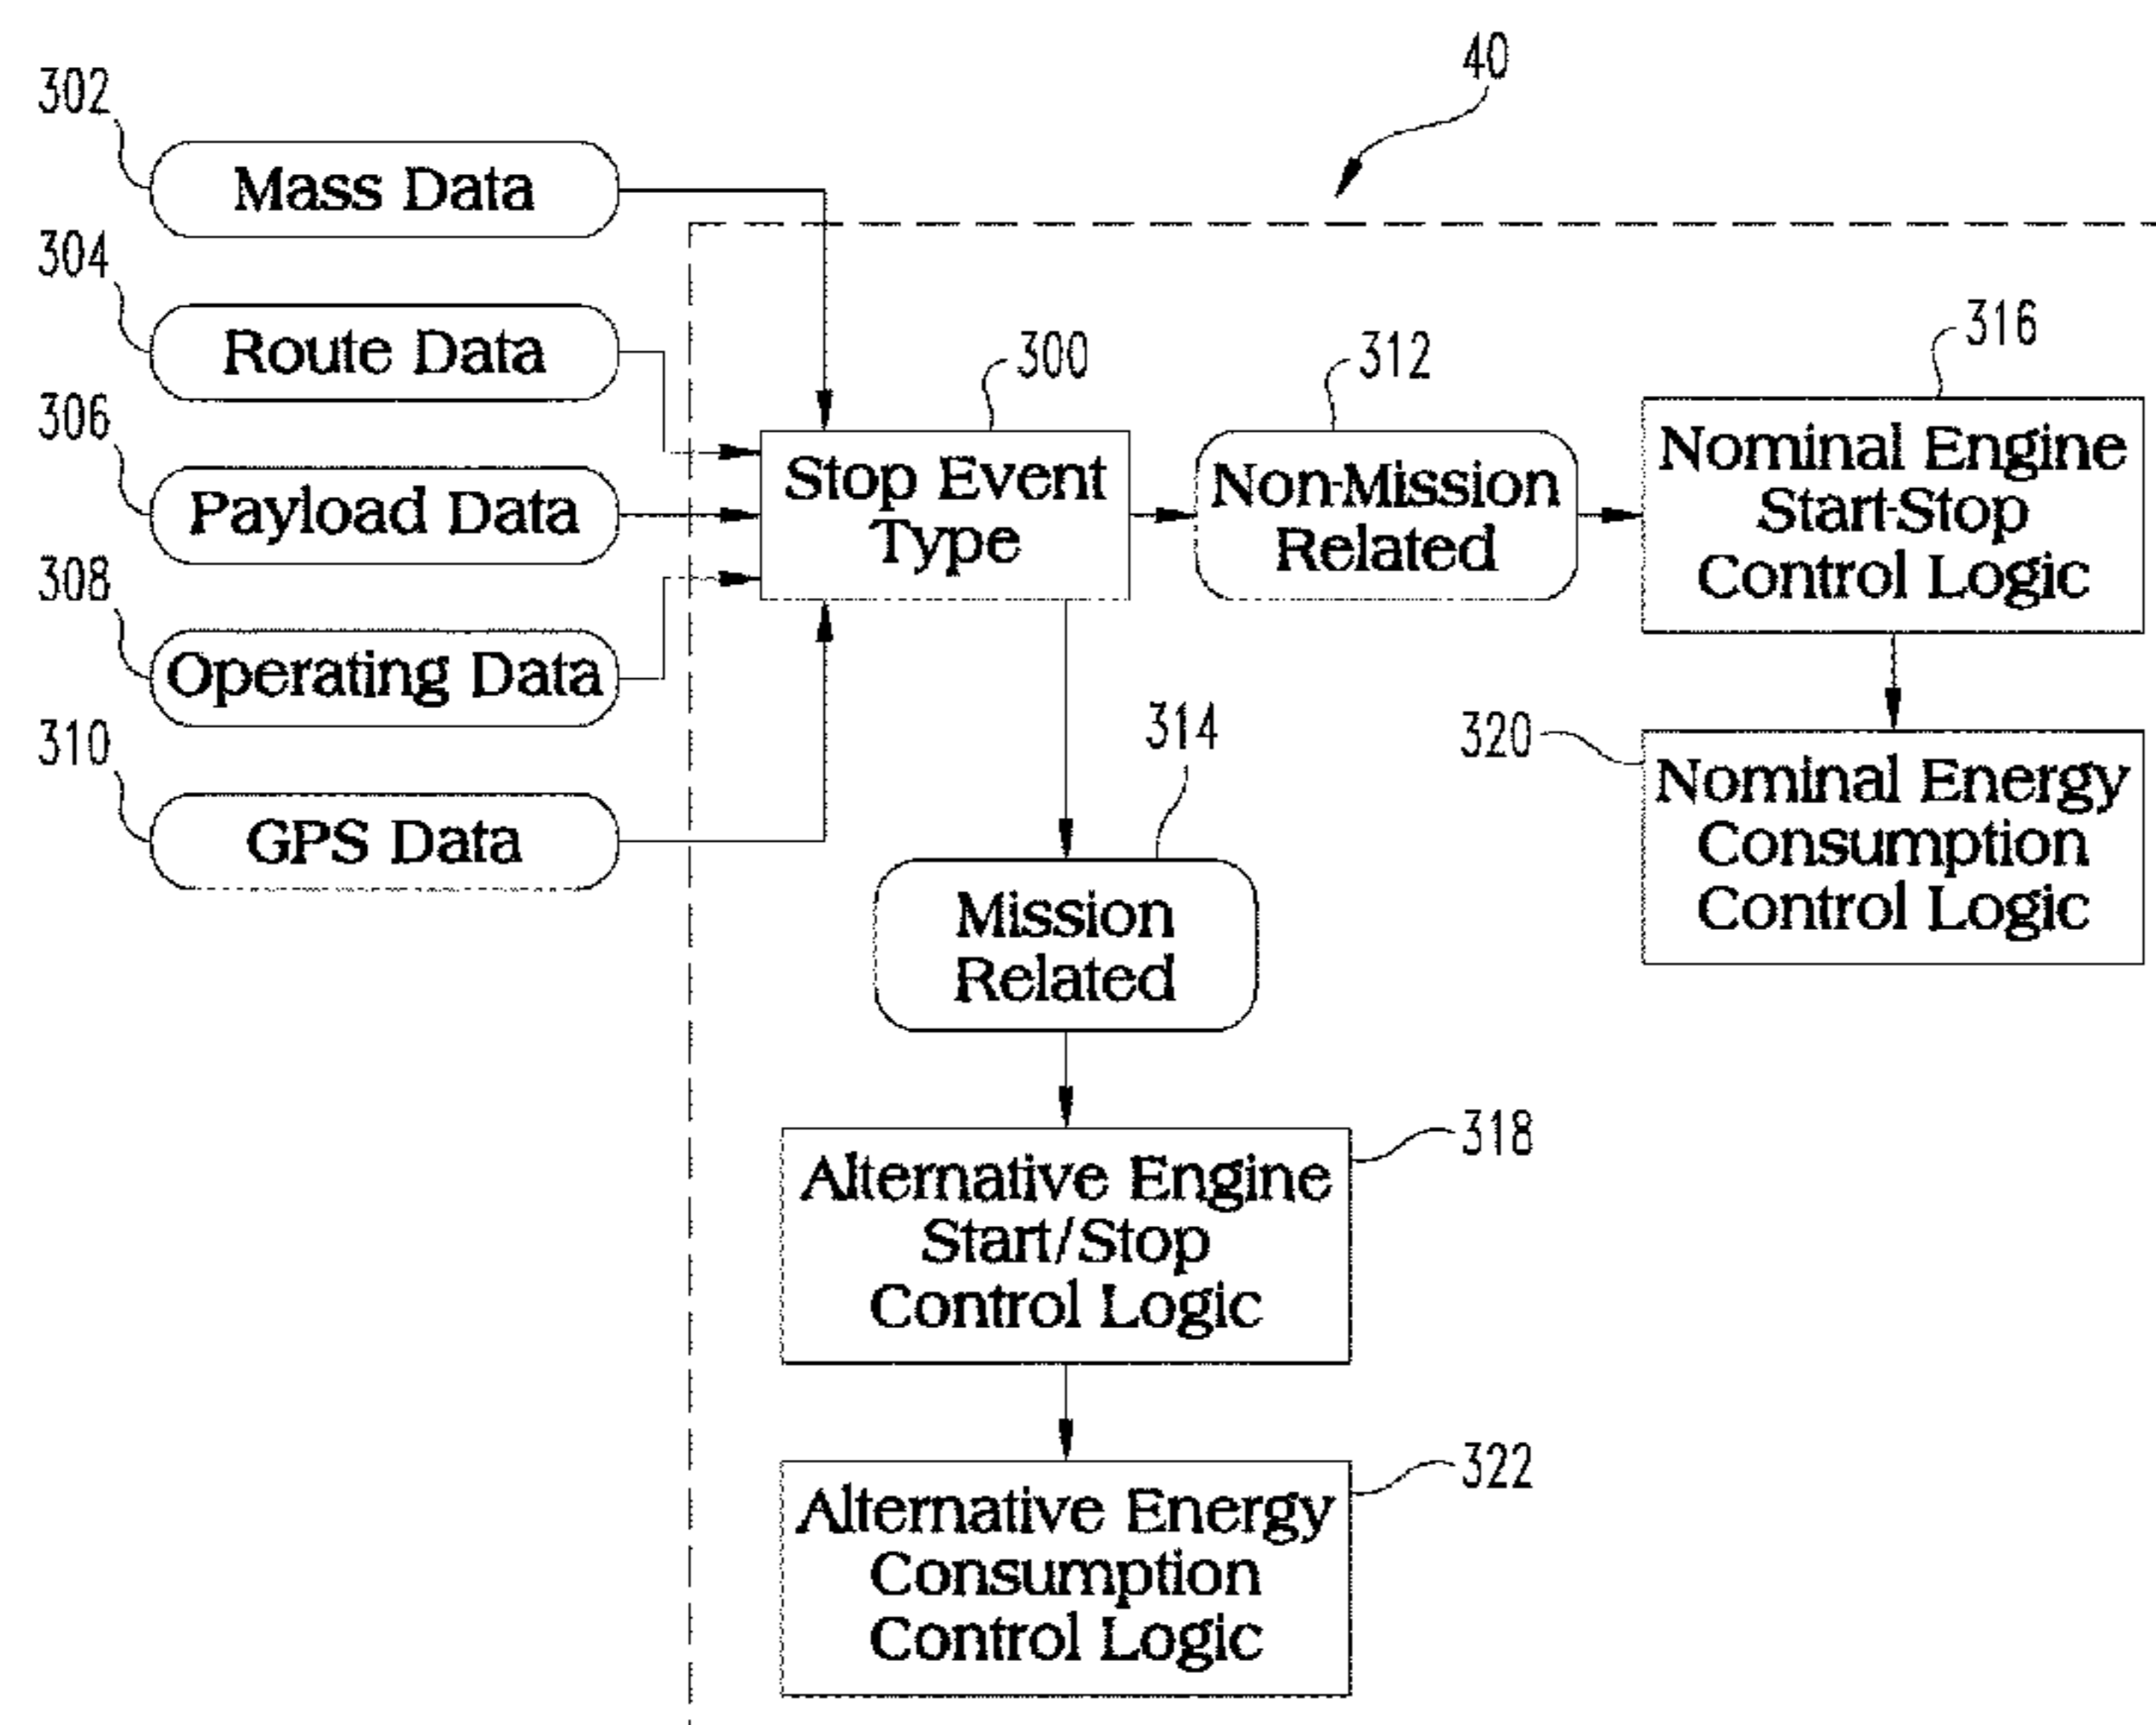 40
302
Mass Data
304
Route Data
306
Payload Data
308
Operating Data
310
GPS Data
300
Stop Event
Type
312
Non-Mission
Related
316
Nominal Engine
Start-Stop
Control Logic
320
Nominal Energy
Consumption
Control Logic
314
Mission
Related
318
Alternative Engine
Start/Stop
Control Logic
322
Alternative Energy
Consumption
Control Logic